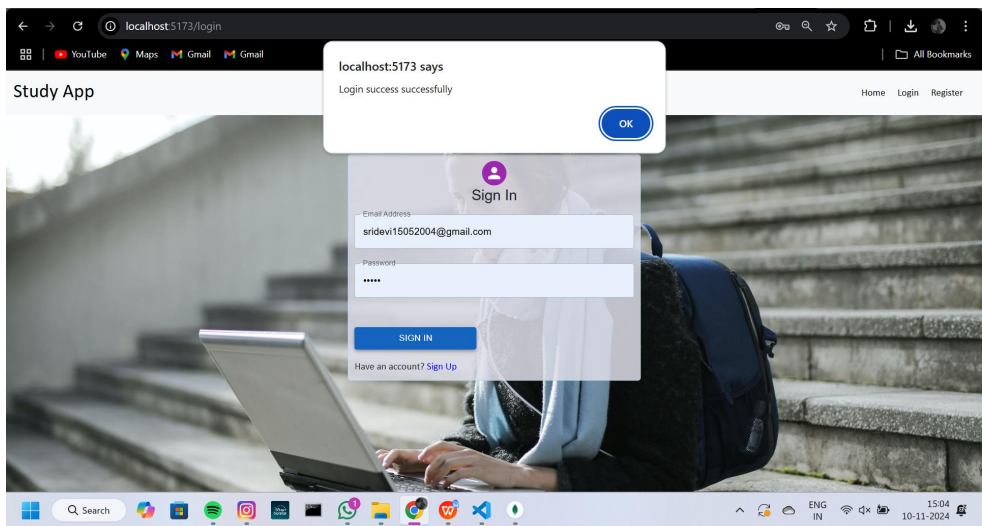 localhost:5173/login
YouTube Maps Gmail Gmail All Bookmarks
localhost:5173 says
Login success successfully
OK
Study App Home Login Register
Sign In
Email Address
sridevi15052004@gmail.com
Password
•••••
SIGN IN
Have an account? Sign Up
Search
1
ENG
IN
15:04
10-11-2024